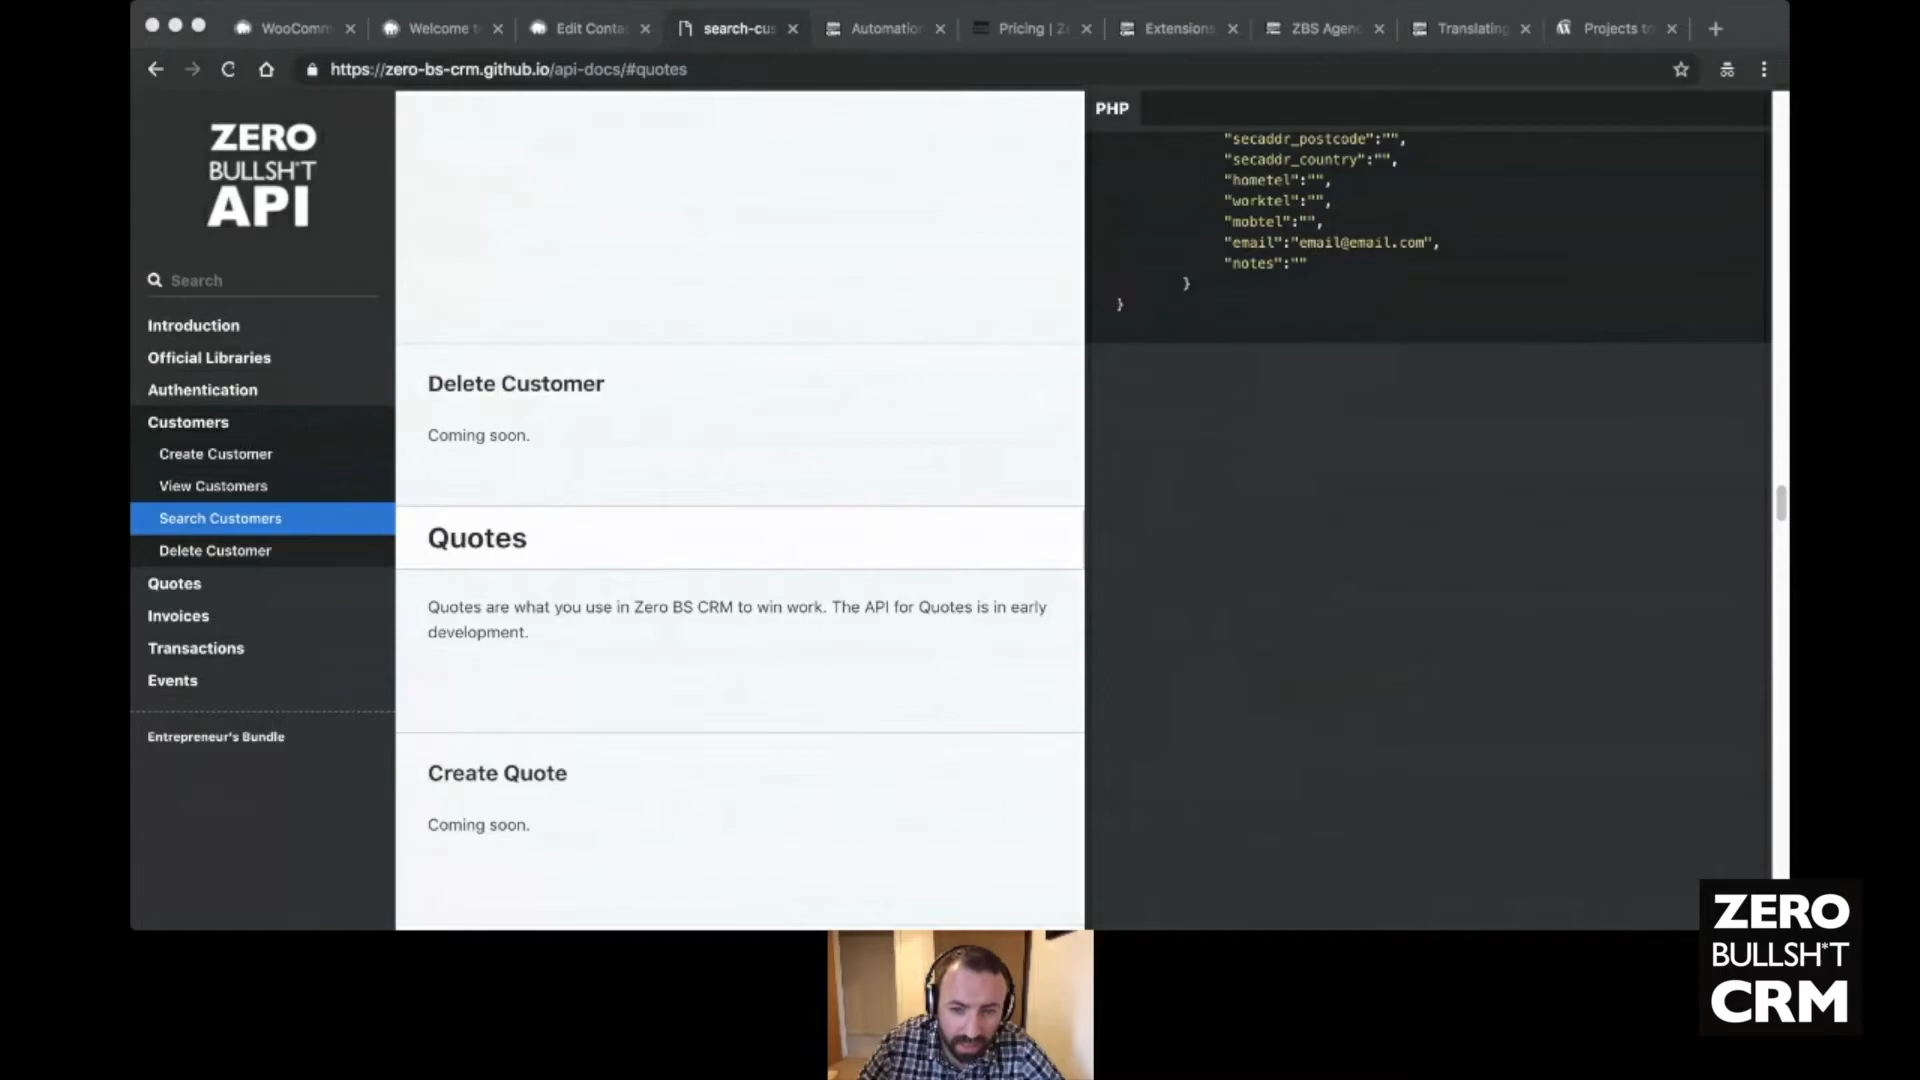 WooComm
Welcome t
Edit Conta
search-cus
Automation
Pricing | Z
Extensions
ZBS Agenc
Translating
Projects tr
https://zero-bs-crm.github.io/api-docs/#quotes
ZERO
BULLSH*T
API
Search
Introduction
Official Libraries
Authentication
Customers
Create Customer
View Customers
Search Customers
Delete Customer
Quotes
Invoices
Transactions
Events
Entrepreneur's Bundle
Delete Customer
Coming soon.
Quotes
Quotes are what you use in Zero BS CRM to win work. The API for Quotes is in early
development.
Create Quote
Coming soon.
PHP
"secaddr_postcode":"",
"secaddr_country":"",
"hometel":"",
"worktel":"",
"mobtel":"",
"email":"email@email.com",
"notes":""
}
}
ZERO
BULLSH*T
CRM